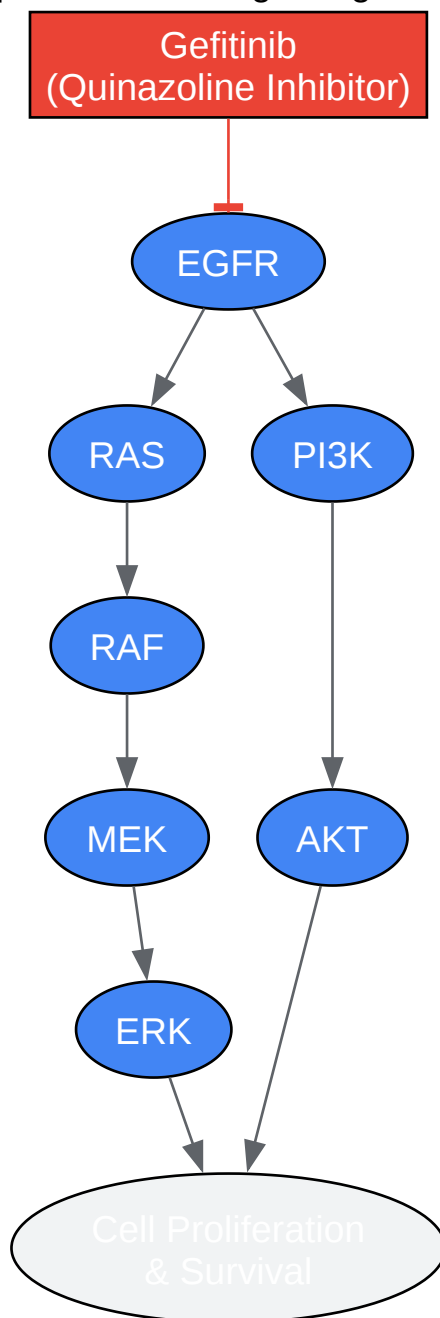 Gefitinib
(Quinazoline Inhibitor)
EGFR
RAS
PI3K
RAF
MEK
AKT
ERK
Cell Proliferation
& Survival